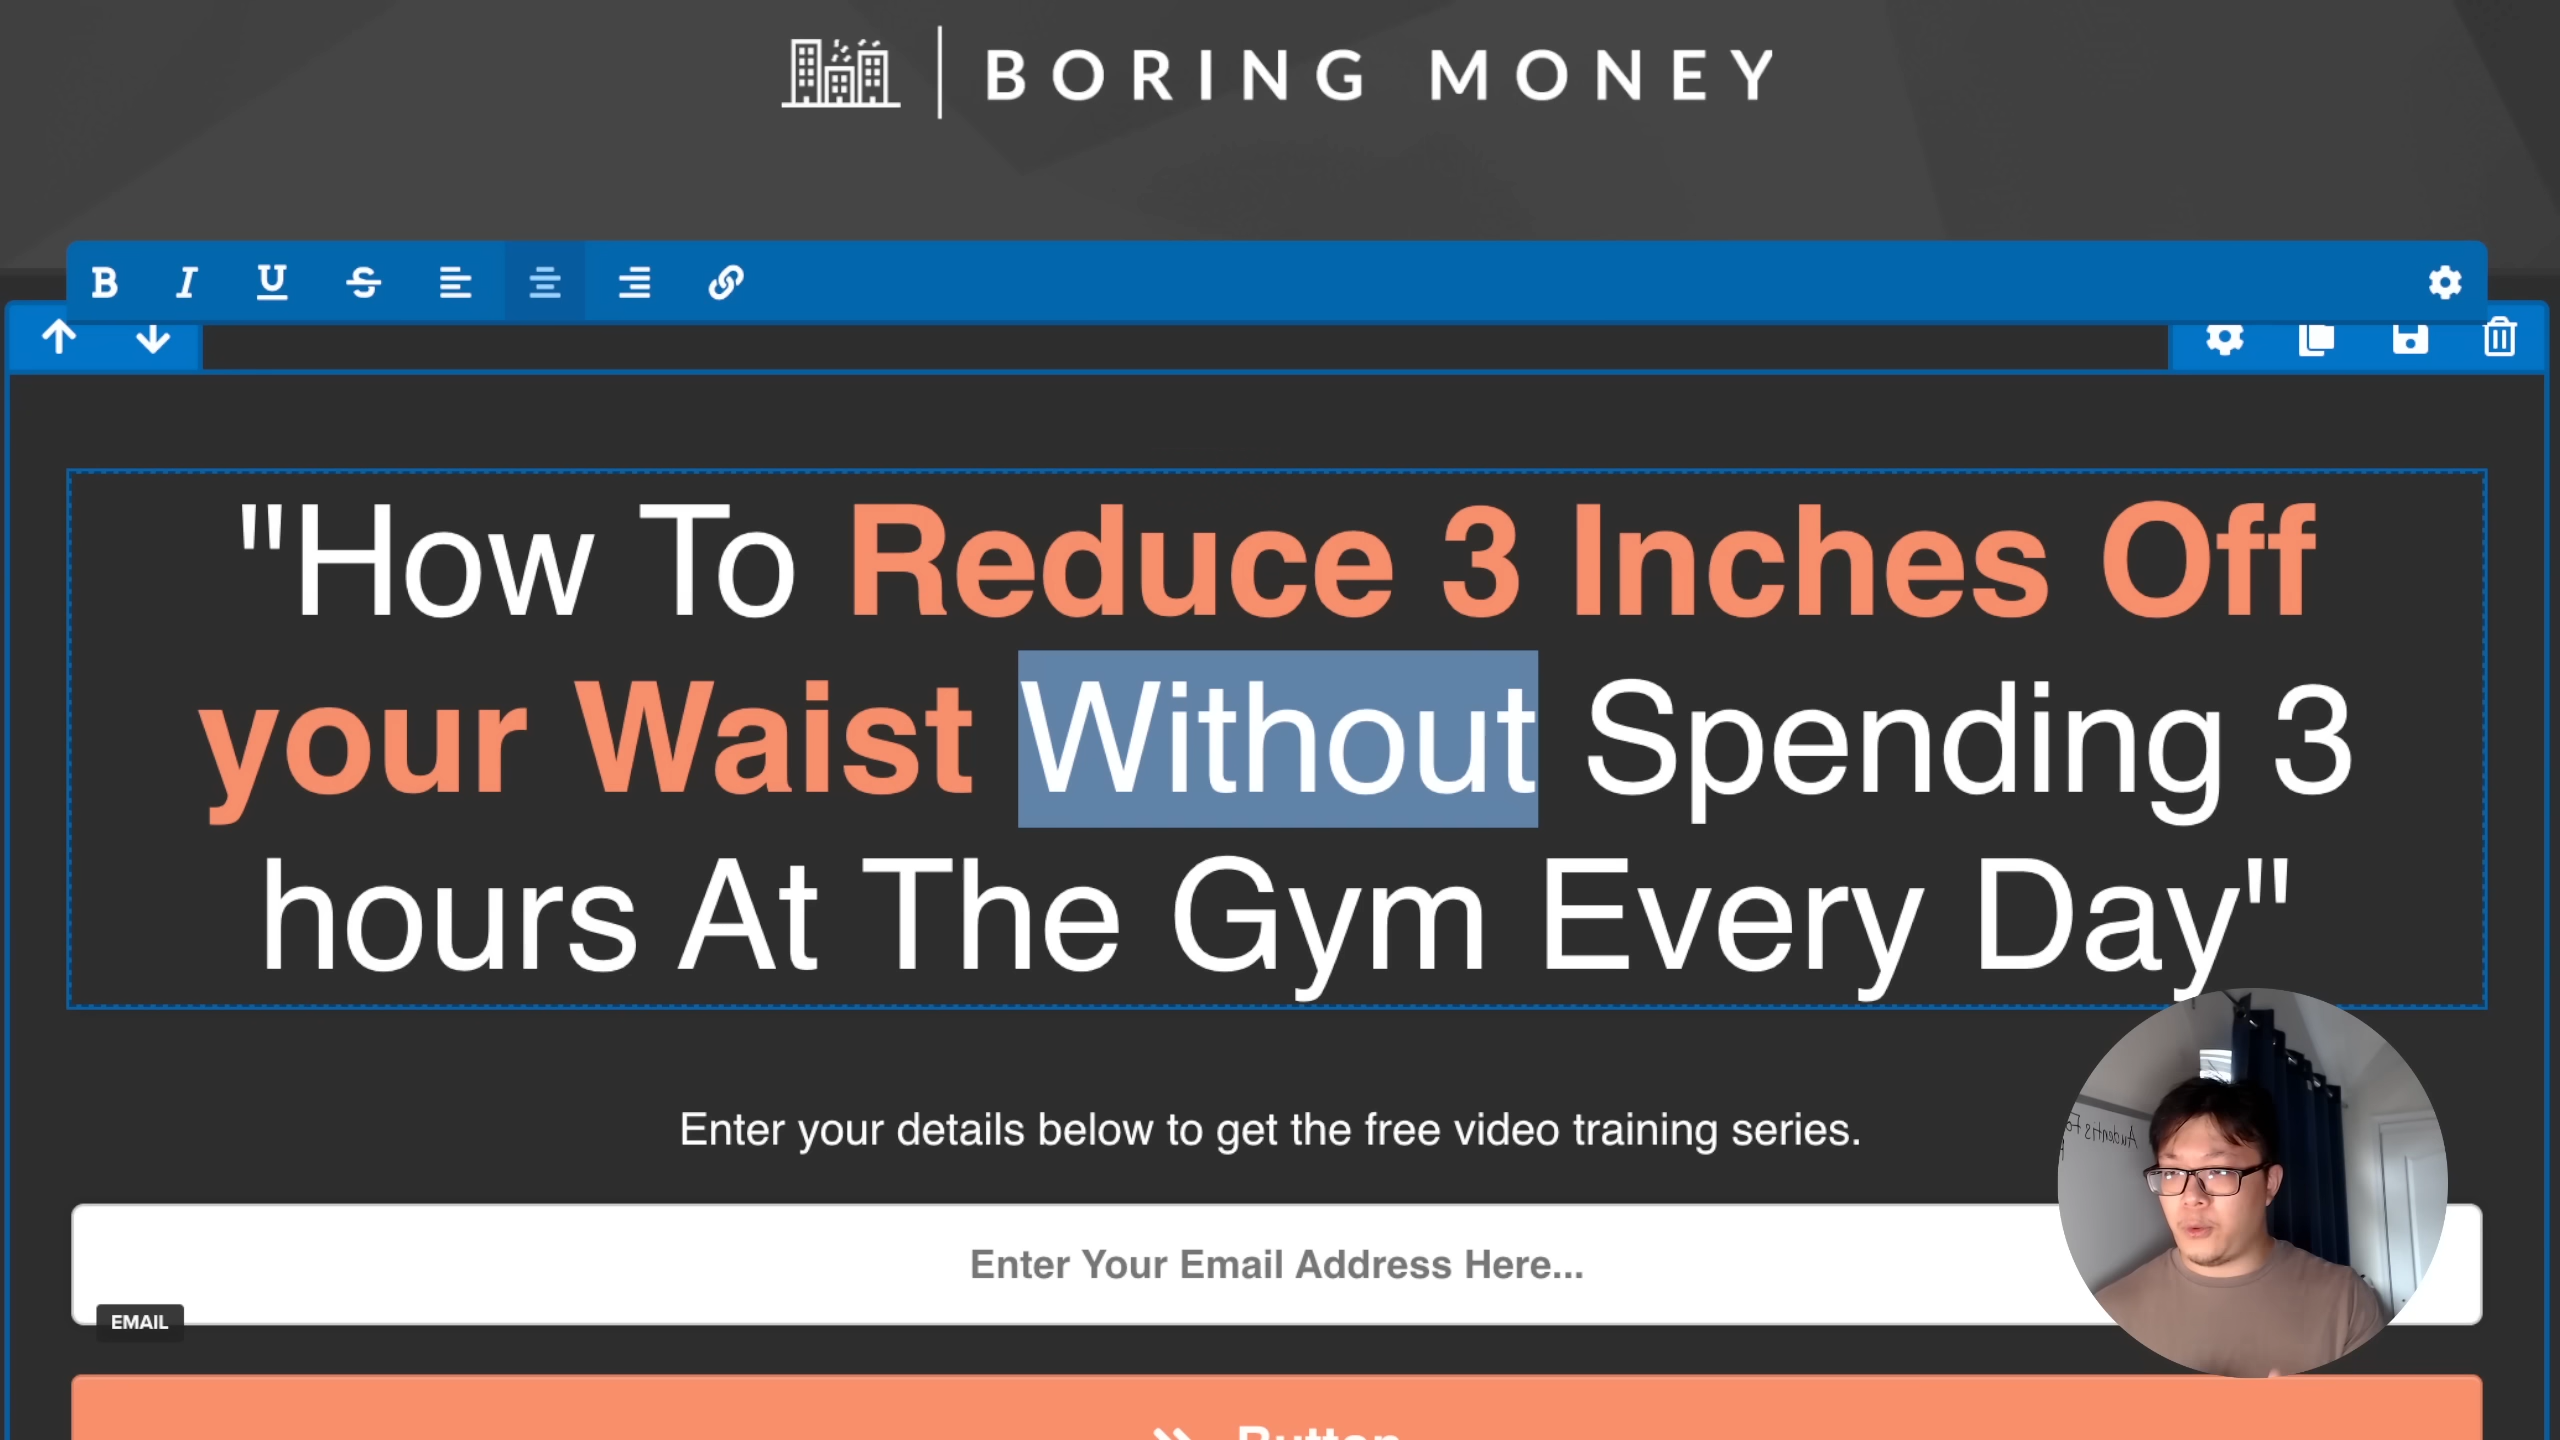 BORING MONEY
"How To Reduce 3 Inches Off
your Waist Without Spending 3
hours At The Gym Every Day"
Enter your details below to get the free video training series.
Enter Your Email Address Here...
EMAIL
Button